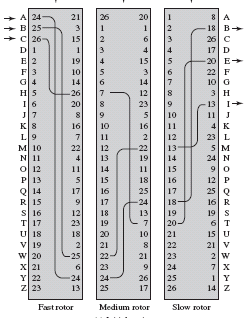 A 24 21 26 20 1 8
B 25 3 1 1 2 18 B
C 26 15 2 6 3 26
D 1 1 3 4 4 17
E 2 19 4 15 5 20 E
F 3 10 5 3 6 22
G 4 14 6 14 7 10
H 5 26 7 12 8 3
I 6 20 8 23 9 13 I
J 7 8 9 5 10 11
K 8 16 10 16 11 4
L 9 7 11 2 12 23
M 10 22 12 22 13 5
N 11 4 13 19 14 24
O 12 11 14 11 15 9
P 13 5 15 18 16 12
Q 14 17 16 25 17 25
R 15 9 17 24 18 16
S 16 12 18 13 19 19
T 17 23 19 7 20 6
U 18 18 20 10 21 15
V 19 2 21 8 22 21
W 20 25 22 21 23 2
X 21 6 23 9 24 7
Y 22 24 24 26 25 1
Z 23 13 25 17 26 14
Fast rotor Medium rotor Slow rotor